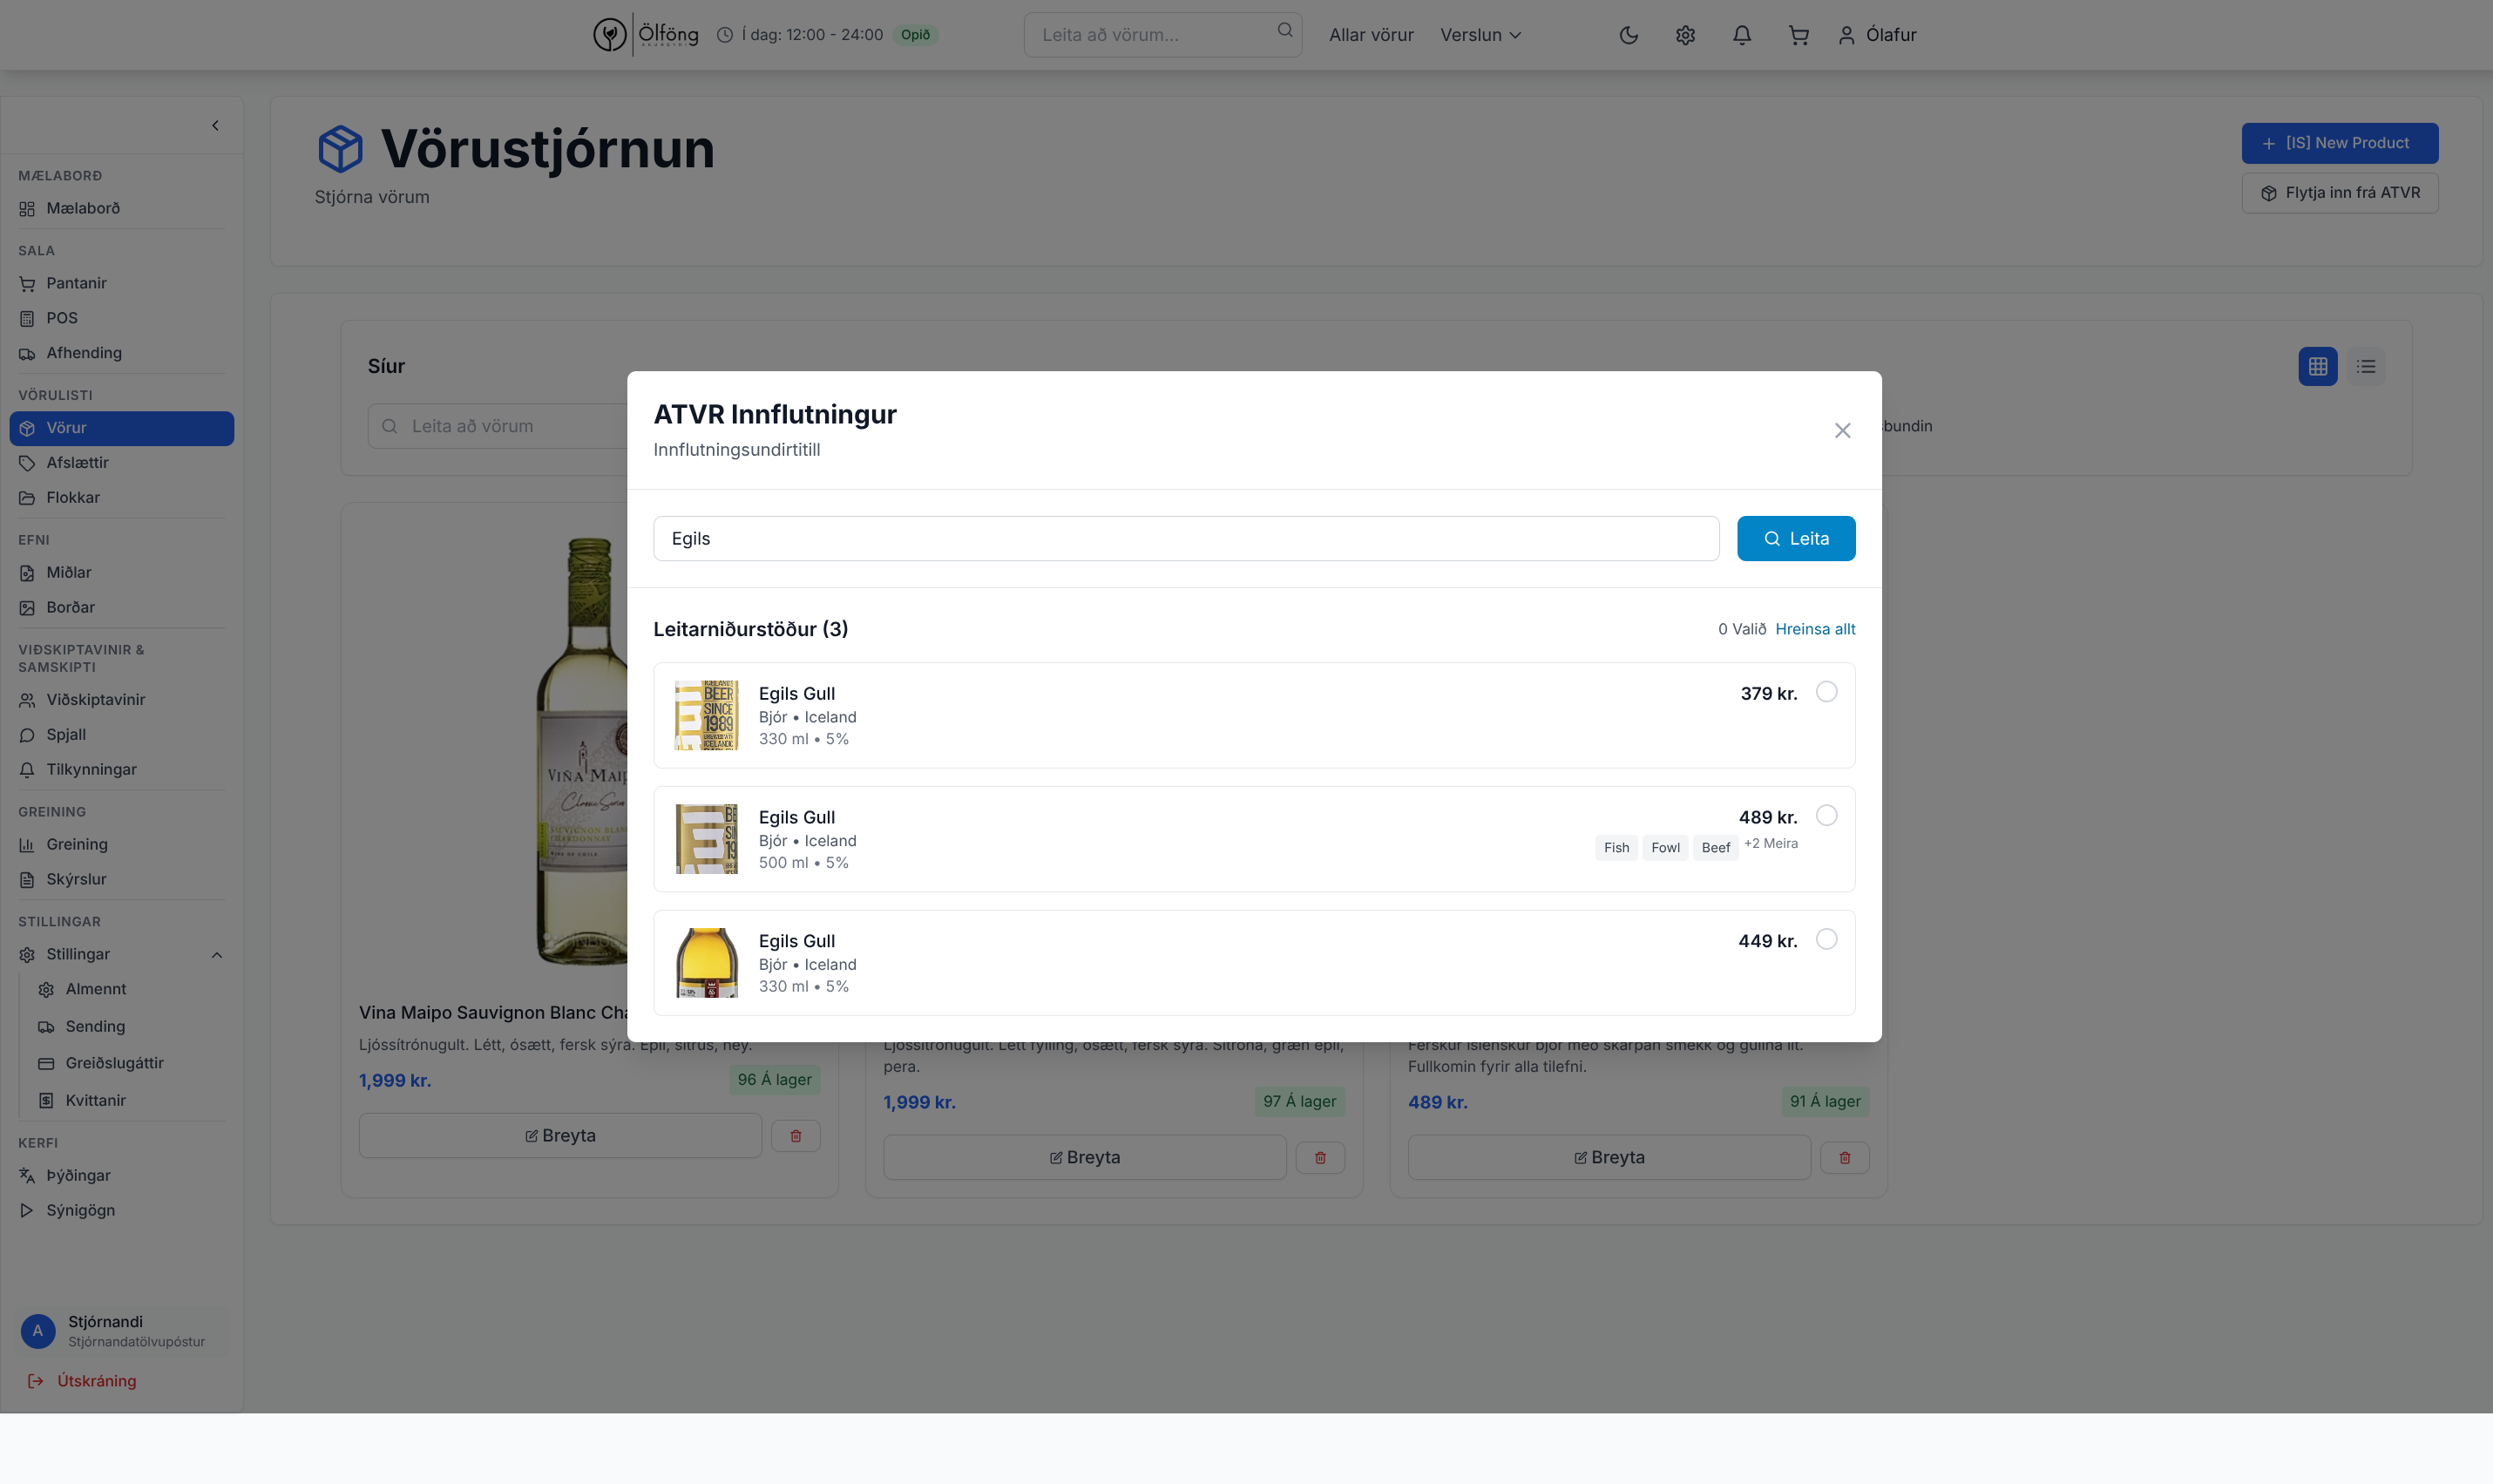 Ölföng
Í dag: 12:00 - 24:00
Opið
Leita að vörum...
Allar vörur
Verslun
Ólafur
MÆLABORÐ
Mælaborð
SALA
Pantanir
POS
Afhending
VÖRULISTI
Vörur
Afslættir
Flokkar
EFNI
Miðlar
Borðar
VIÐSKIPTAVINIR &
SAMSKIPTI
Viðskiptavinir
Spjall
Tilkynningar
GREINING
Greining
Skýrslur
STILLINGAR
Stillingar
Almennt
Sending
Greiðslugáttir
Kvittanir
KERFI
Þýðingar
Sýnigögn
A
Stjórnandi
Stjórnandatölvupóstur
Útskráning
Vörustjórnun
Stjórna vörum
[IS] New Product
Flytja inn frá ATVR
Síur
Leita að vörum
sbundin
ATVR Innflutningur
Innflutningsundirtitill
Egils
Leita
Leitarniðurstöður (3)
0 Valið Hreinsa allt
BEER
SINCE
1989
Egils Gull
Bjór • Iceland
330 ml • 5%
379 kr.
Egils Gull
Bjór • Iceland
500 ml • 5%
489 kr.
Fish
Fowl
Beef
+2 Meira
Egils Gull
Bjór • Iceland
330 ml • 5%
449 kr.
VIÑA MAIP
Vina Maipo Sauvignon Blanc Cha
Ljóssítrónugult. Létt, ósætt, fersk sýra. Epli, sítrus, hey.
1,999 kr.
96 Á lager
Breyta
Ljóssítrónugult. Létt fylling, ósætt, fersk sýra. Sítróna, græn epli,
pera.
1,999 kr.
97 Á lager
Breyta
Ferskur íslenskur bjór með skarpan smekk og gullna lit.
Fullkomin fyrir alla tilefni.
489 kr.
91 Á lager
Breyta